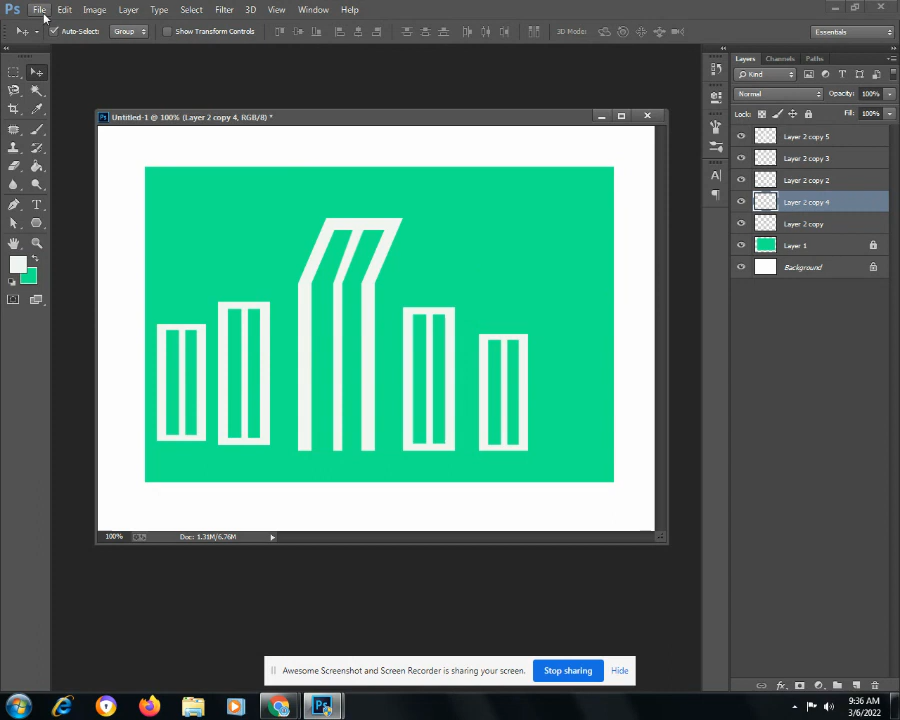 Ps File Edit Image Layer Type Select Filter 3D View Window Help
Auto-Select: Group Show Transform Controls 3D Mode: Essentials
Layers Channels Paths
Kind
Normal Opacity: 100%
Lock: Fill: 100%
Untitled-1 @ 100% (Layer 2 copy 4, RGB/8) *
Layer 2 copy 5
Layer 2 copy 3
Layer 2 copy 2
Layer 2 copy 4
Layer 2 copy
Layer 1
Background
100% Doc: 1.31M/6.76M
Awesome Screenshot and Screen Recorder is sharing your screen. Stop sharing Hide
9:36 AM
3/6/2022